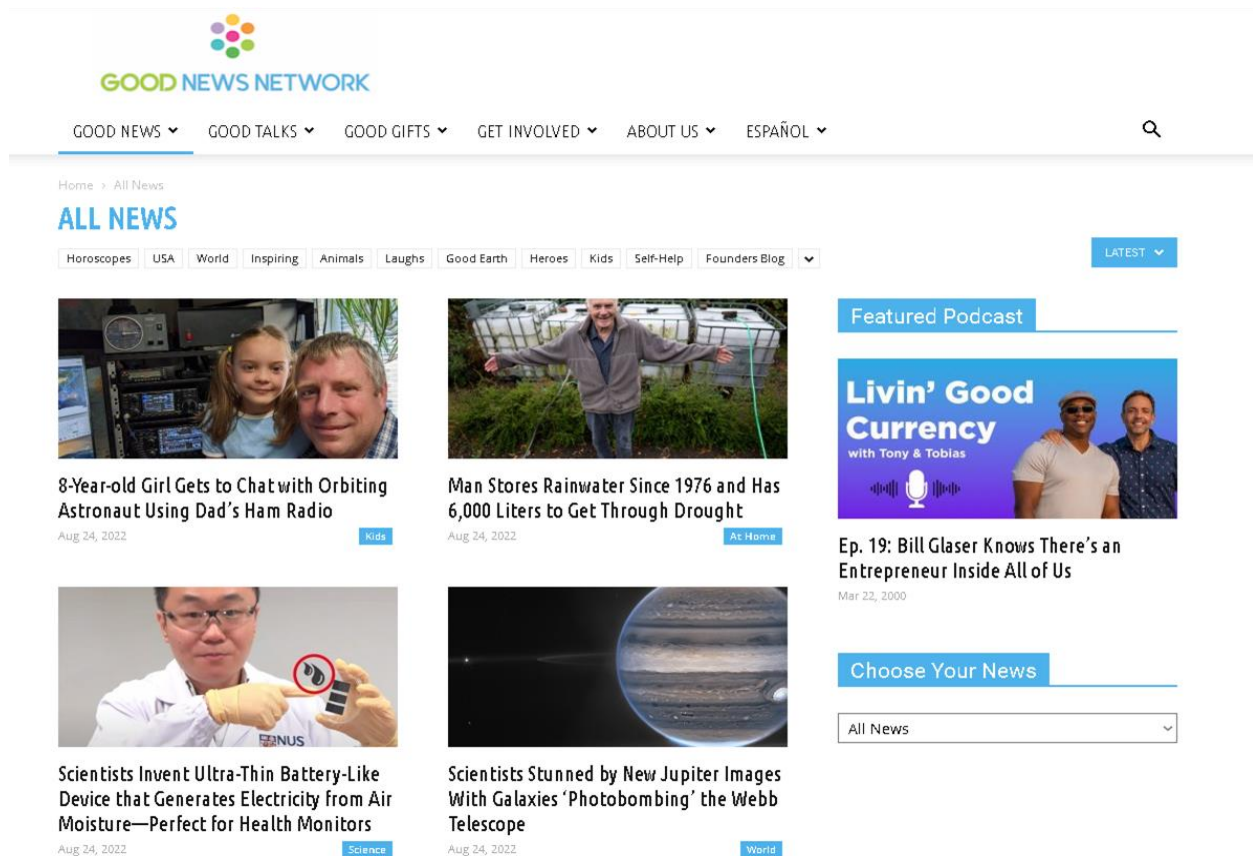 GOOD NEWS NETWORK
GOOD NEWS
GOOD TALKS
GOOD GIFTS
GET INVOLVED
ABOUT US
ESPAÑOL
Home › All News
ALL NEWS
Horoscopes
USA
World
Inspiring
Animals
Laughs
Good Earth
Heroes
Kids
Self-Help
Founders Blog
LATEST
8-Year-old Girl Gets to Chat with Orbiting
Astronaut Using Dad's Ham Radio
Aug 24, 2022
Kids
Man Stores Rainwater Since 1976 and Has
6,000 Liters to Get Through Drought
Aug 24, 2022
At Home
NUS
Scientists Invent Ultra-Thin Battery-Like
Device that Generates Electricity from Air
Moisture—Perfect for Health Monitors
Aug 24, 2022
Science
Scientists Stunned by New Jupiter Images
With Galaxies ‘Photobombing’ the Webb
Telescope
Aug 24, 2022
World
Featured Podcast
Livin’ Good
Currency
with Tony & Tobias
Ep. 19: Bill Glaser Knows There’s an
Entrepreneur Inside All of Us
Mar 22, 2000
Choose Your News
All News